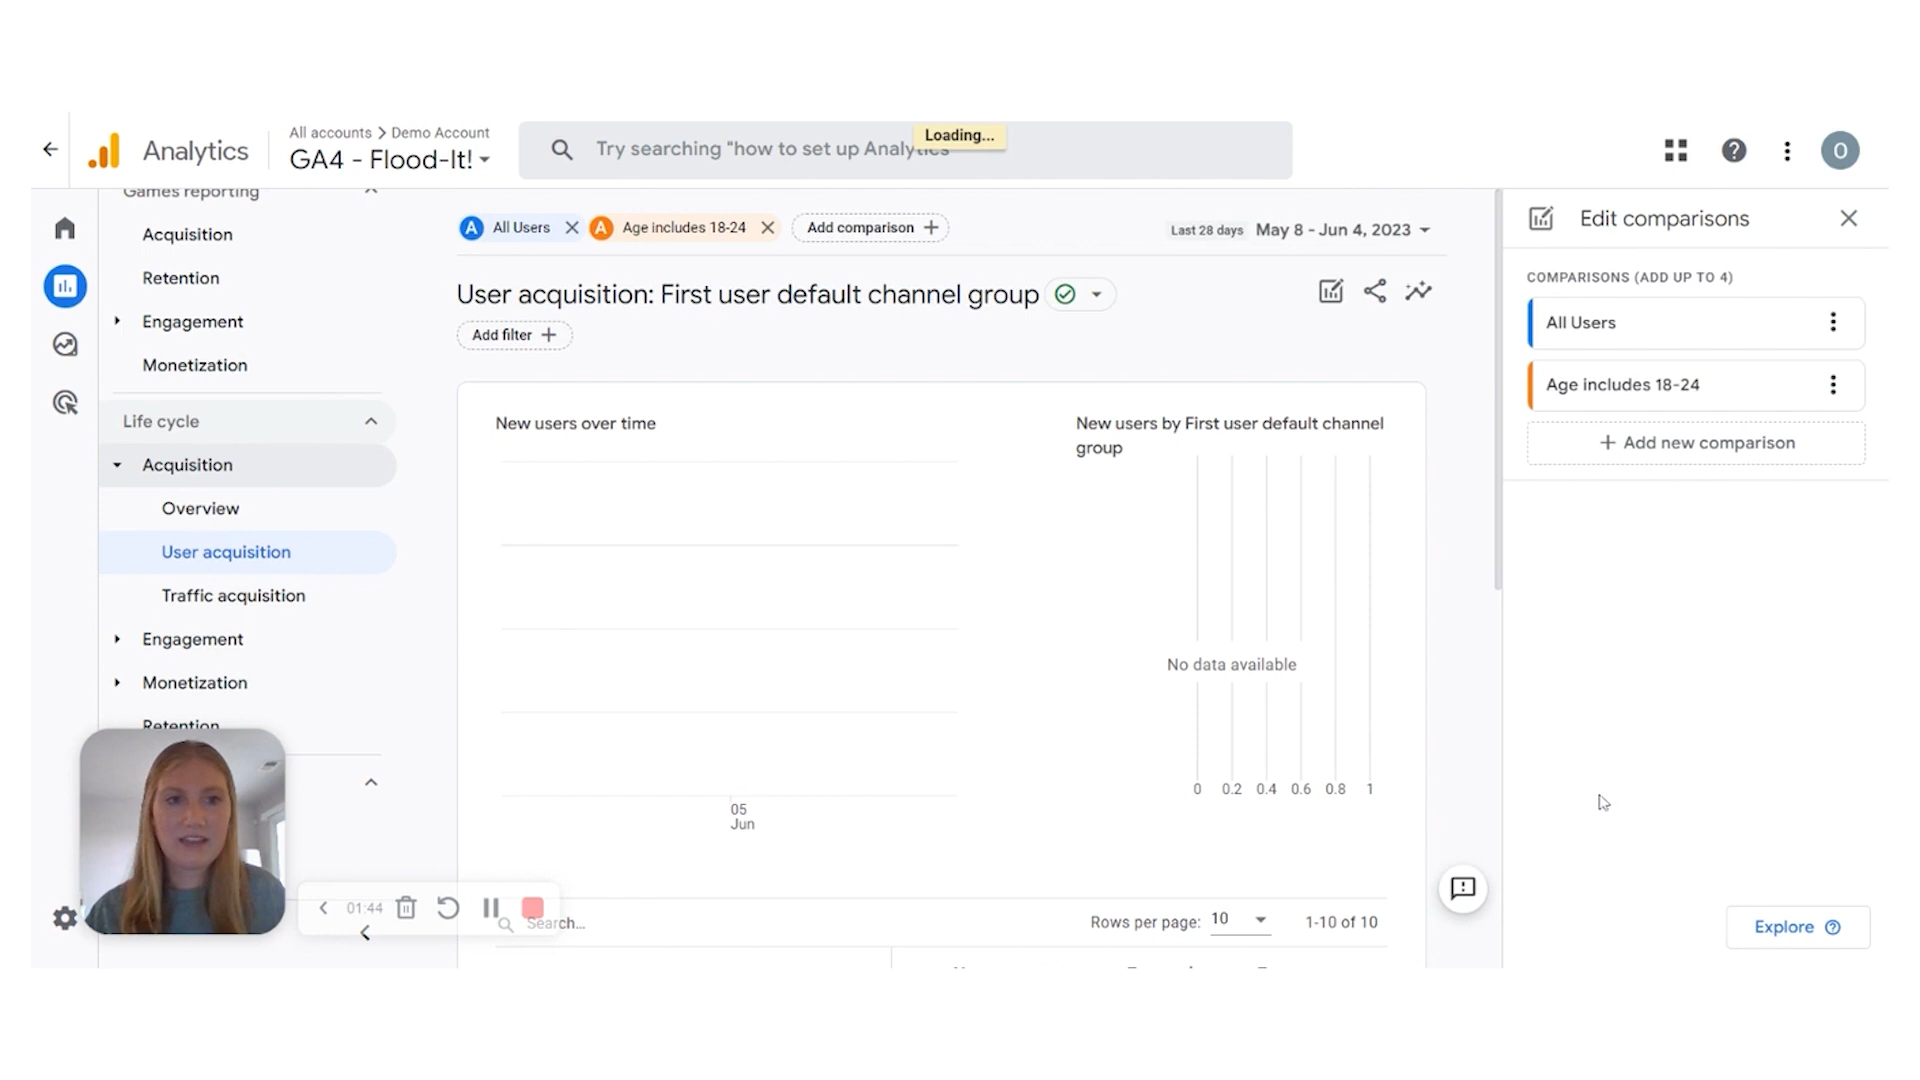 All accounts > Demo Account
Analytics
GA4 - Flood-It!
Try searching "how to set up Analytics
Loading...
O
Games reporting
Acquisition
Retention
Engagement
Monetization
Life cycle
Acquisition
Overview
User acquisition
Traffic acquisition
Engagement
Monetization
Retention
01:44
A All Users
A Age includes 18-24
Add comparison +
Last 28 days May 8 - Jun 4, 2023
User acquisition: First user default channel group
Add filter +
New users over time
05
Jun
New users by First user default channel
group
No data available
0 0.2 0.4 0.6 0.8 1
Search...
Rows per page: 10
1-10 of 10
Edit comparisons
COMPARISONS (ADD UP TO 4)
All Users
Age includes 18-24
+ Add new comparison
Explore